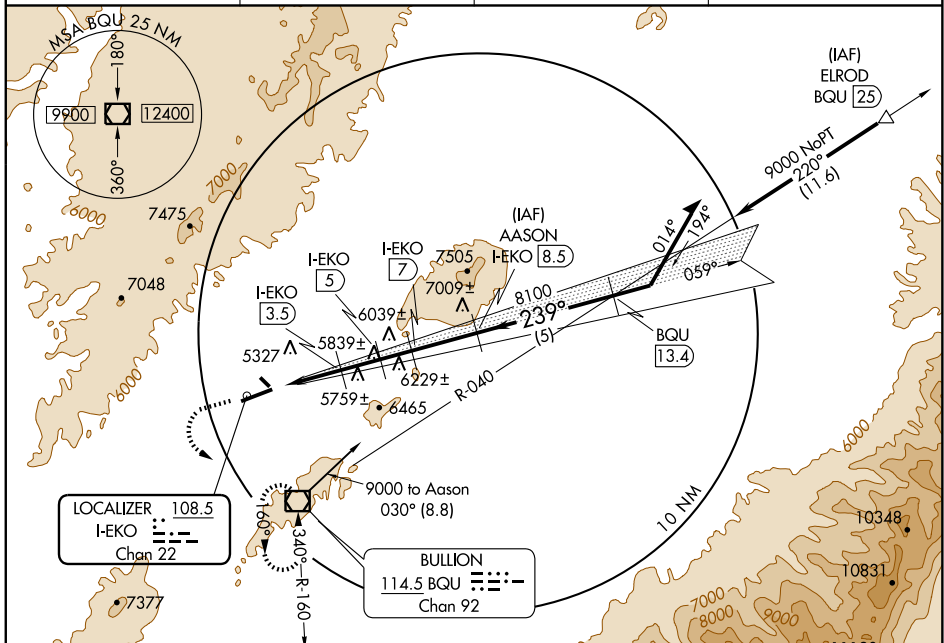 MSA BQU 25 NM
180°
9900
12400
360°
(IAF)
ELROD
BQU 25
9000 NoPT
220°
(11.6)
7000
6000
7475
7048
6000
(IAF)
AASON
I-EKO 8.5
I-EKO
7
I-EKO
5
I-EKO
3.5
7505
7009±
6039±
5839±
5327
5759±
6229±
6465
8100
239°
(5)
014°
194°
059°
BQU
13.4
R-040
9000 to Aason
030° (8.8)
LOCALIZER 108.5
I-EKO
Chan 22
160°
340°
R-160
BULLION
114.5 BQU
Chan 92
10 NM
6000
10348
10831
7377
7000
8000
9000